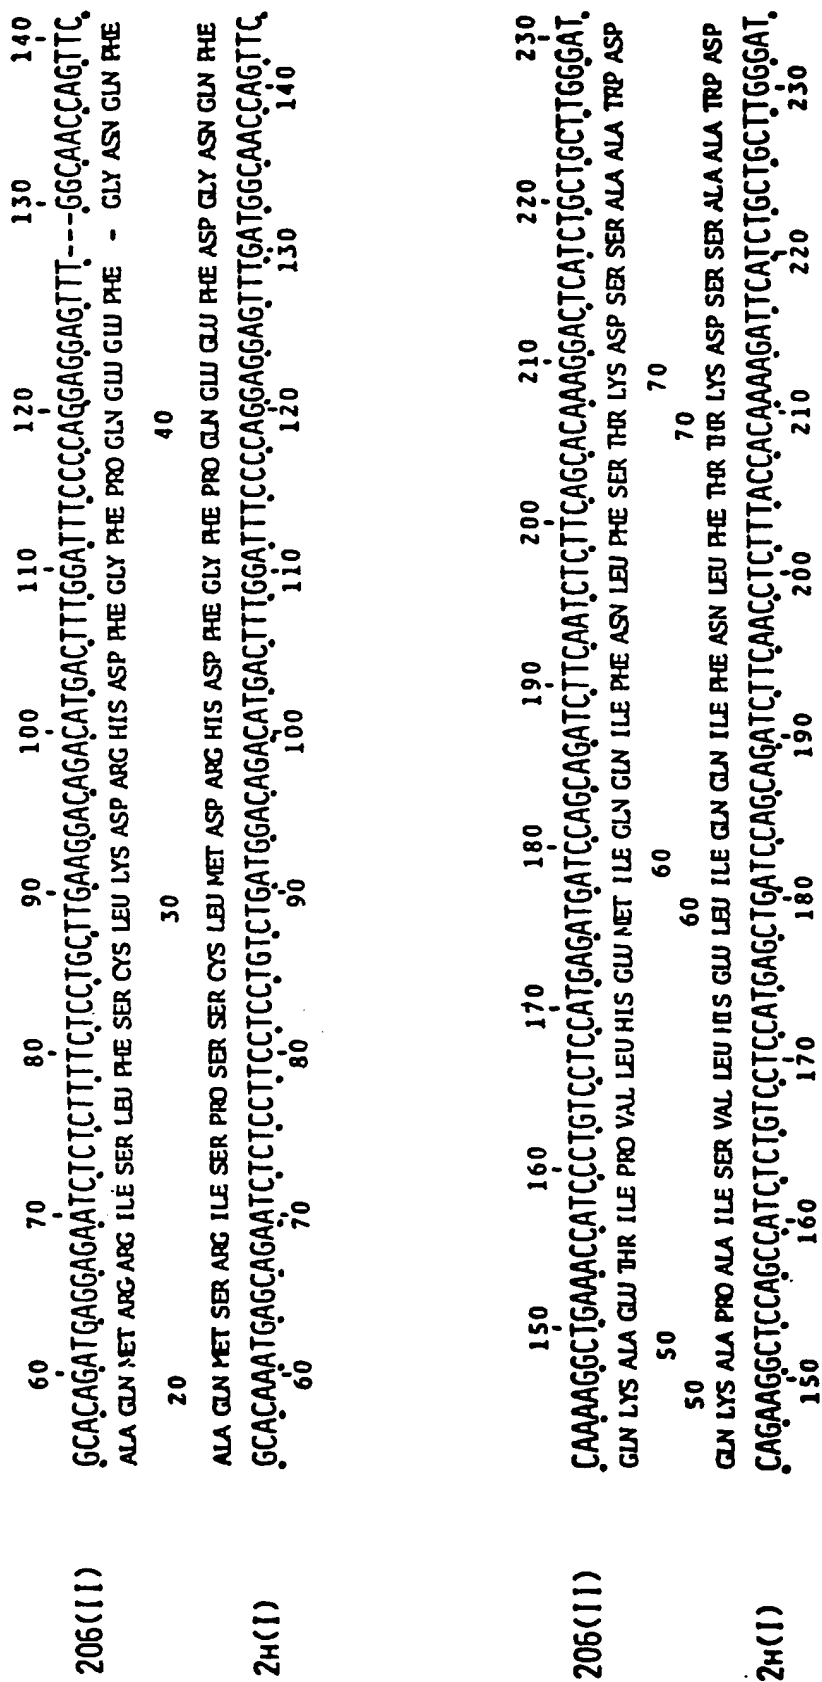 60 70 80 90 100 110 120 130 140
206(II) GCACAGATGAGGAGAATCTCTCTTTTCTCCTGCTTGAAGGACAGACATGACTTTGGATTTCCCCAGGAGGAGTTT---GGCAACCAGTTC
ALA GLN MET ARG ARG ILE SER LEU PHE SER CYS LEU LYS ASP ARG HIS ASP PHE GLY PHE PRO GLN GLU GLU PHE - GLY ASN GLN PHE
20 30 40
ALA GLN MET SER ARG ILE SER PRO SER SER CYS LEU MET ASP ARG HIS ASP PHE GLY PHE PRO GLN GLU GLU PHE ASP GLY ASN GLN PHE
2H(I) GCACAAATGAGCAGAATCTCTCCTTCCTCCTGTCTGATGGACAGACATGACTTTGGATTTCCCCAGGAGGAGTTTGATGGCAACCAGTTC
60 70 80 90 100 110 120 130 140
150 160 170 180 190 200 210 220 230
206(II) CAAAAGGCTGAAACCATCCCTGTCCTCCATGAGATGATCCAGCAGATCTTCAATCTCTTCAGCACAAAGGACTCATCTGCTGCTTGGGAT
GLN LYS ALA GLU THR ILE PRO VAL LEU HIS GLU MET ILE GLN GLN ILE PHE ASN LEU PHE SER THR LYS ASP SER SER ALA ALA TRP ASP
50 60 70
50 60 70
GLN LYS ALA PRO ALA ILE SER VAL LEU HIS GLU LEU ILE GLN GLN ILE PHE ASN LEU PHE THR THR LYS ASP SER SER ALA ALA TRP ASP
2H(I) CAGAAGGCTCCAGCCATCTCTGTCCTCCATGAGCTGATCCAGCAGATCTTCAACCTCTTTACCACAAAAGATTCATCTGCTGCTTGGGAT
150 160 170 180 190 200 210 220 230